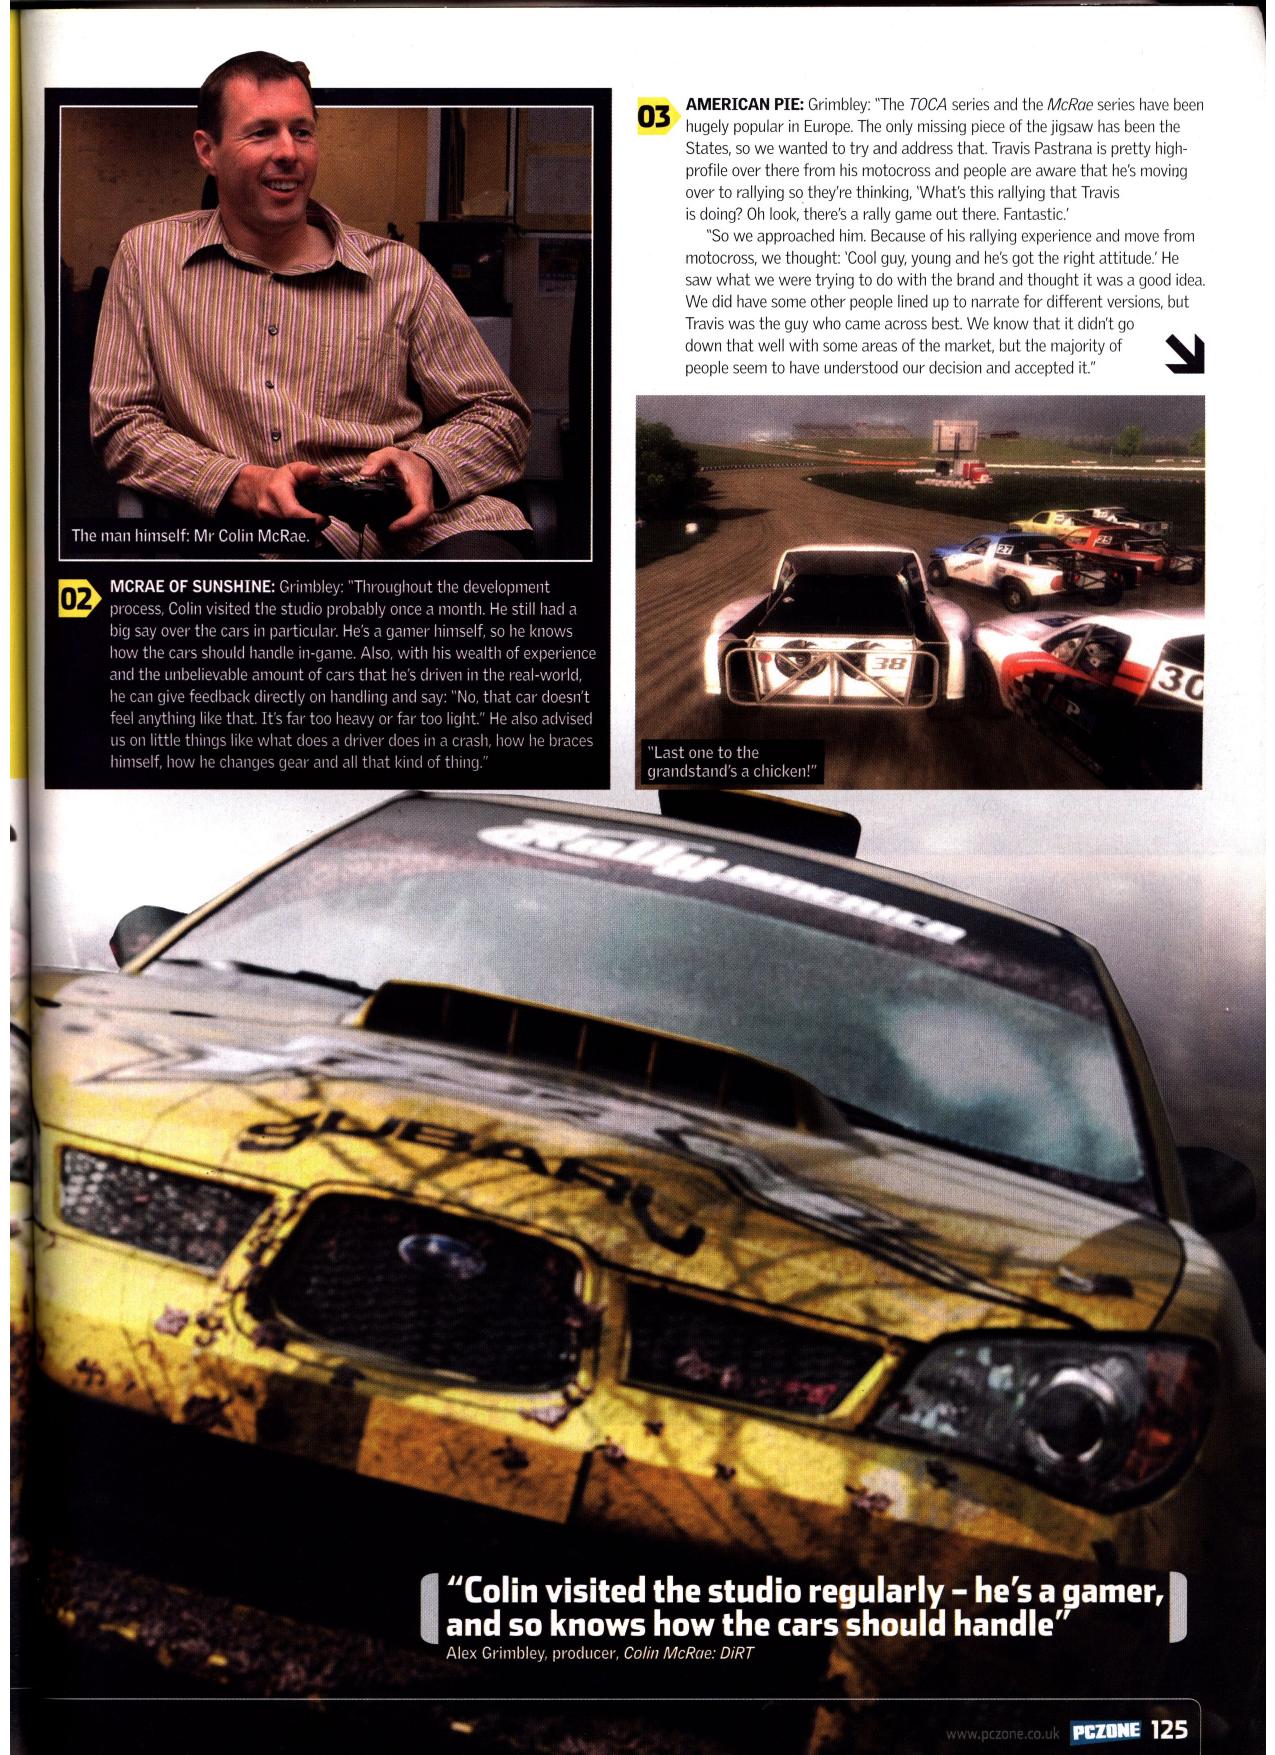 The man himself: Mr Colin McRae.
02
MCRAE OF SUNSHINE: Grimbley: "Throughout the development
process, Colin visited the studio probably once a month. He still had a
big say over the cars in particular. He's a gamer himself, so he knows
how the cars should handle in-game. Also, with his wealth of experience
and the unbelievable amount of cars that he's driven in the real-world,
he can give feedback directly on handling and say: "No, that car doesn't
feel anything like that. It's far too heavy or far too light." He also advised
us on little things like what does a driver does in a crash, how he braces
himself, how he changes gear and all that kind of thing."
03
AMERICAN PIE: Grimbley: "The TOCA series and the McRae series have been
hugely popular in Europe. The only missing piece of the jigsaw has been the
States, so we wanted to try and address that. Travis Pastrana is pretty high-
profile over there from his motocross and people are aware that he's moving
over to rallying so they're thinking, 'What's this rallying that Travis
is doing? Oh look, there's a rally game out there. Fantastic.'
"So we approached him. Because of his rallying experience and move from
motocross, we thought: 'Cool guy, young and he's got the right attitude.' He
saw what we were trying to do with the brand and thought it was a good idea.
We did have some other people lined up to narrate for different versions, but
Travis was the guy who came across best. We know that it didn't go
down that well with some areas of the market, but the majority of
people seem to have understood our decision and accepted it."
27
25
38
30
"Last one to the
grandstand's a chicken!"
Rally AMERICA
SUBARU
"Colin visited the studio regularly – he's a gamer,
and so knows how the cars should handle"
Alex Grimbley, producer, Colin McRae: DiRT
www.pczone.co.uk PCZONE 125